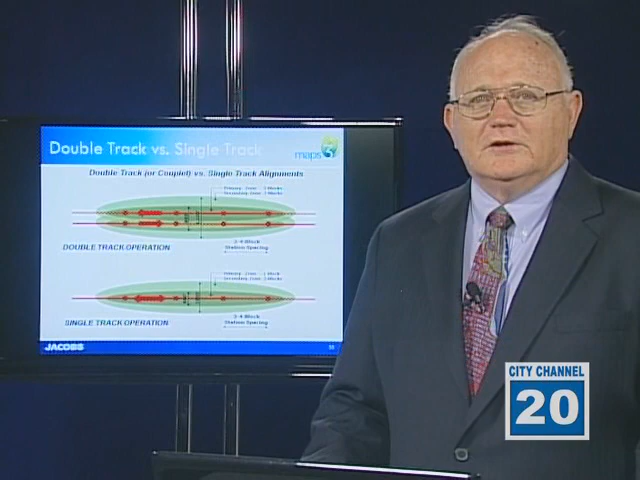 Double Track vs. Single Track
maps3
Double Track (or Couplet) vs. Single Track Alignments
DOUBLE TRACK OPERATION
2-4 Block
Station Spacing
SINGLE TRACK OPERATION
2-4 Block
Station Spacing
JACOBS
CITY CHANNEL
20